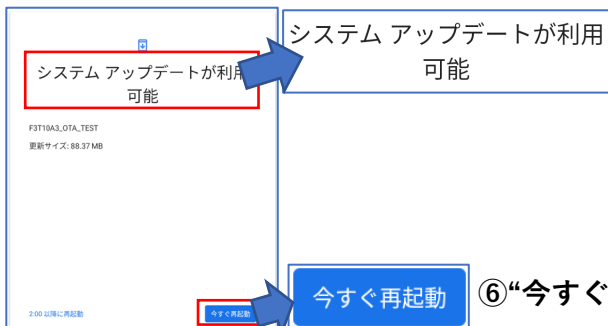 システム アップデートが利用
可能
F3T10A3_OTA_TEST
更新サイズ: 88.37 MB
2:00 以降に再起動
今すぐ再起動
システム アップデートが利用
可能
今すぐ再起動
⑥“今すぐ